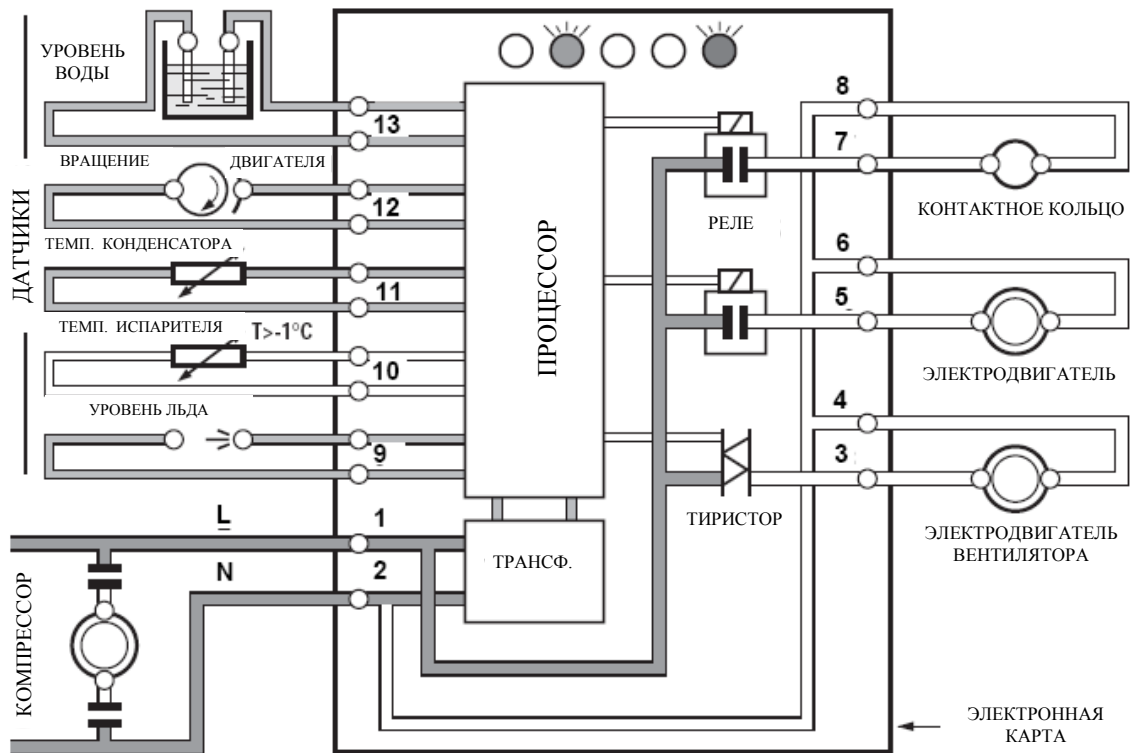 УРОВЕНЬ
ВОДЫ
13
ВРАЩЕНИЕ ДВИГАТЕЛЯ
12
ТЕМП. КОНДЕНСАТОРА
11
ТЕМП. ИСПАРИТЕЛЯ
T>-1°C
10
УРОВЕНЬ ЛЬДА
9
ДАТЧИКИ
L
1
N
2
КОМПРЕССОР
ПРОЦЕССОР
ТРАНСФ.
РЕЛЕ
ТИРИСТОР
8
7
КОНТАКТНОЕ КОЛЬЦО
6
5
ЭЛЕКТРОДВИГАТЕЛЬ
4
3
ЭЛЕКТРОДВИГАТЕЛЬ
ВЕНТИЛЯТОРА
ЭЛЕКТРОННАЯ
КАРТА